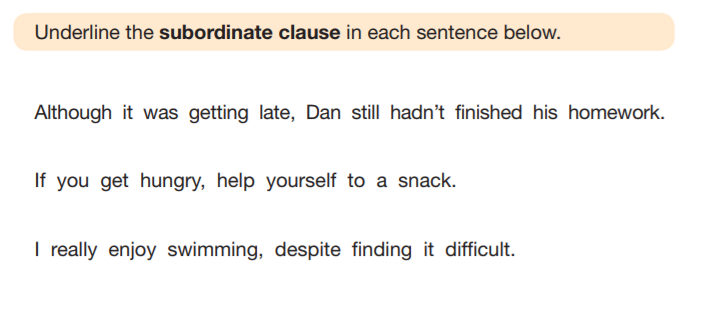 Underline the subordinate clause in each sentence below.
Although it was getting late, Dan still hadn’t finished his homework.
If you get hungry, help yourself to a snack.
I really enjoy swimming, despite finding it difficult.